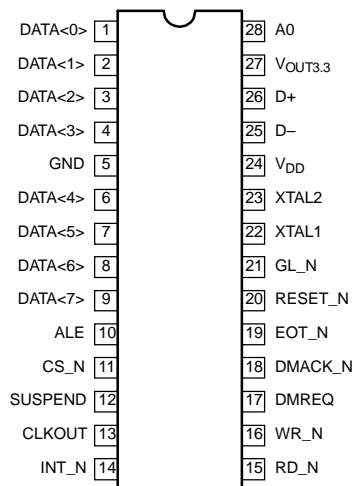 DATA<0> 1 28 A0
DATA<1> 2 27 VOUT3.3
DATA<2> 3 26 D+
DATA<3> 4 25 D–
GND 5 24 VDD
DATA<4> 6 23 XTAL2
DATA<5> 7 22 XTAL1
DATA<6> 8 21 GL_N
DATA<7> 9 20 RESET_N
ALE 10 19 EOT_N
CS_N 11 18 DMACK_N
SUSPEND 12 17 DMREQ
CLKOUT 13 16 WR_N
INT_N 14 15 RD_N